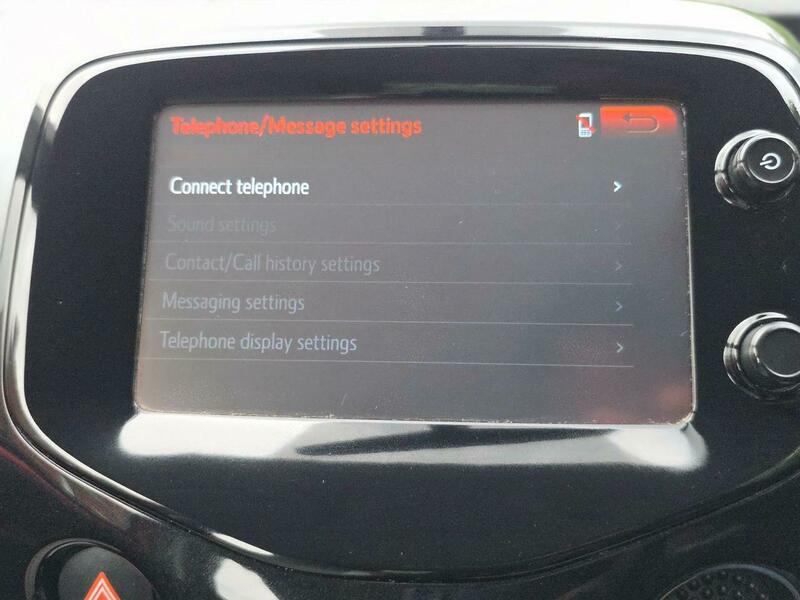 Telephone/Message settings
Connect telephone
Sound settings
Contact/Call history settings
Messaging settings
Telephone display settings